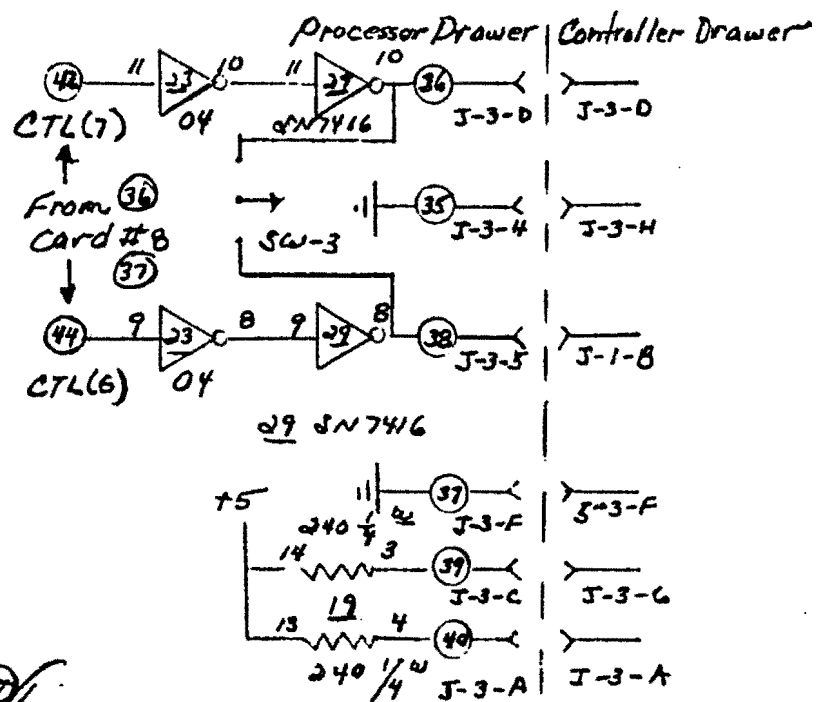 Processor Drawer | Controller Drawer
42 11 23 10 11 29 10 36
CTL(7) 04 SN7416 J-3-D J-3-D
From 36 35
Card #8 SW-3 J-3-4 J-3-H
37
44 9 23 8 9 29 8 38
CTL(6) 04 J-3-5 J-1-B
29 SN7416
+5 37
240 1/4 W J-3-F 5-3-F
14 3 39
19 J-3-C J-3-6
13 4 40
240 1/4 W J-3-A J-3-A